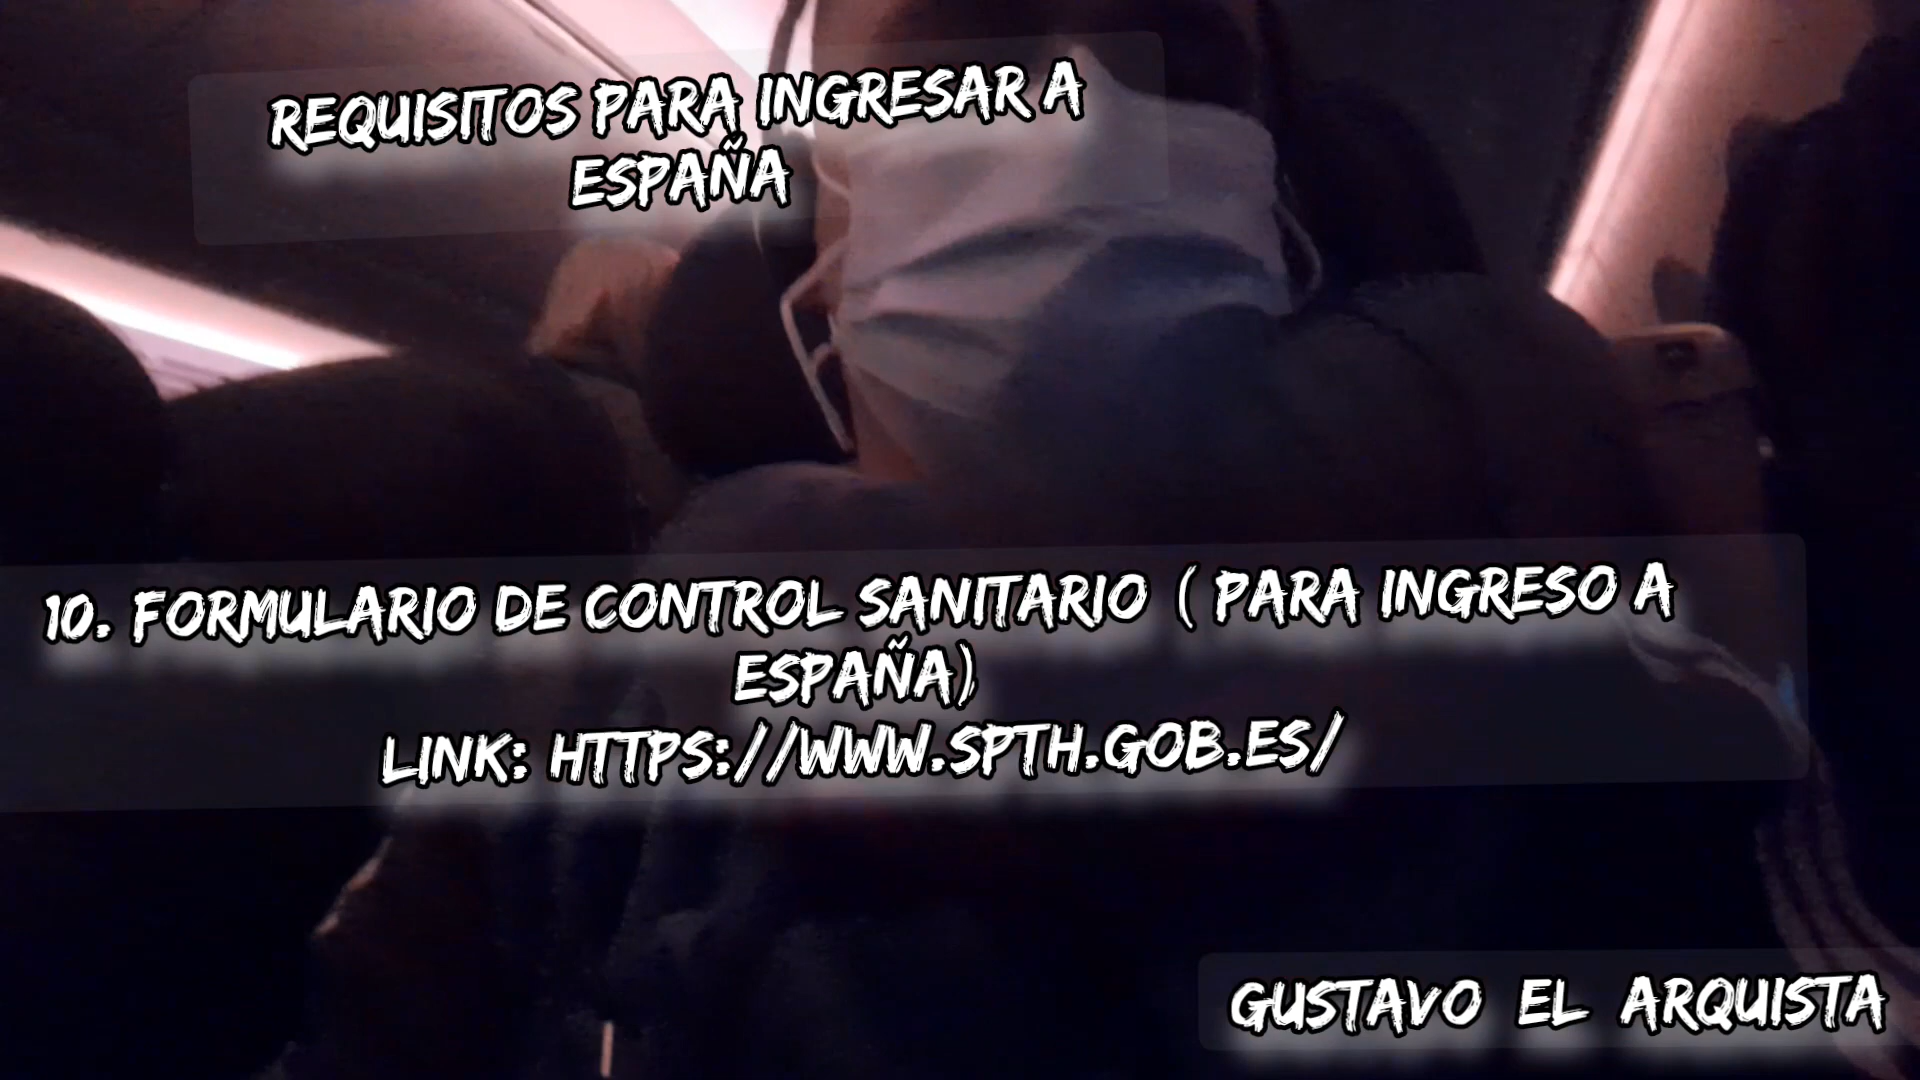 REQUISITOS PARA INGRESAR A
ESPAÑA
10. FORMULARIO DE CONTROL SANITARIO ( PARA INGRESO A
ESPAÑA)
LINK: HTTPS://WWW.SPTH.GOB.ES/
GUSTAVO EL ARQUISTA